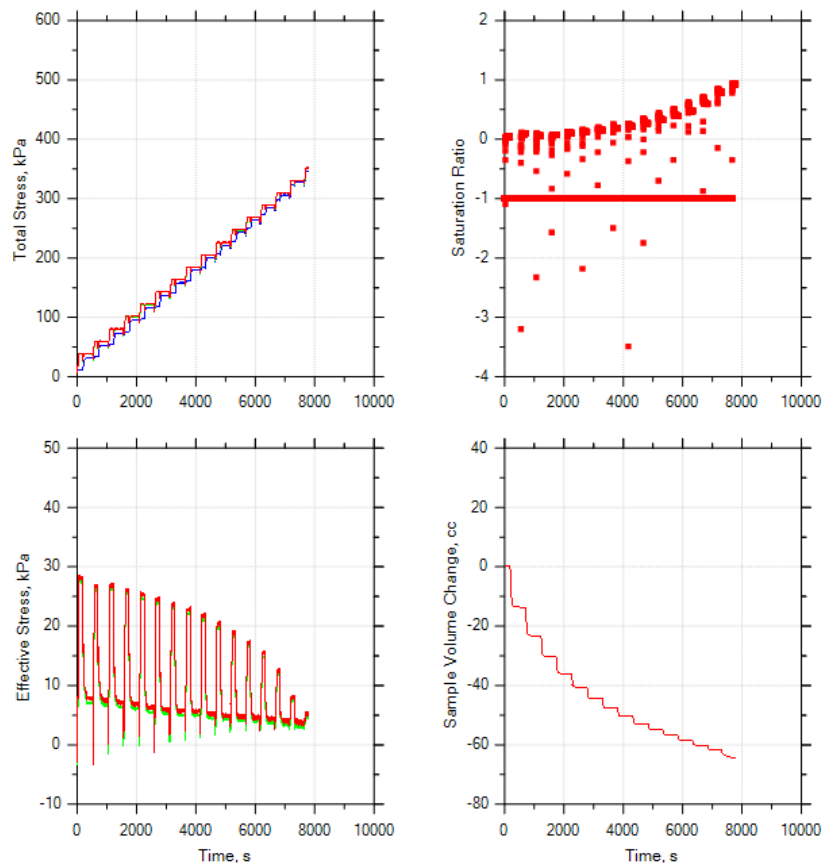 Total Stress, kPa
600
500
400
300
200
100
0
0 2000 4000 6000 8000 10000
Saturation Ratio
2
1
0
-1
-2
-3
-4
0 2000 4000 6000 8000 10000
Effective Stress, kPa
50
40
30
20
10
0
-10
0 2000 4000 6000 8000 10000
Time, s
Sample Volume Change, cc
40
20
0
-20
-40
-60
-80
0 2000 4000 6000 8000 10000
Time, s